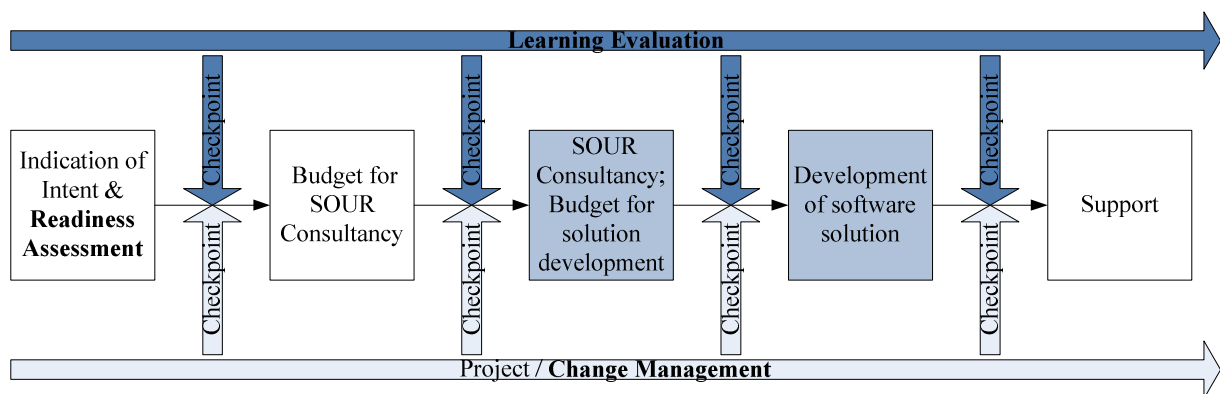 Learning Evaluation
Checkpoint
Checkpoint
Checkpoint
Checkpoint
Indication of
Intent &
Readiness
Assessment
Budget for
SOUR
Consultancy
SOUR
Consultancy;
Budget for
solution
development
Development
of software
solution
Support
Checkpoint
Checkpoint
Checkpoint
Checkpoint
Project / Change Management